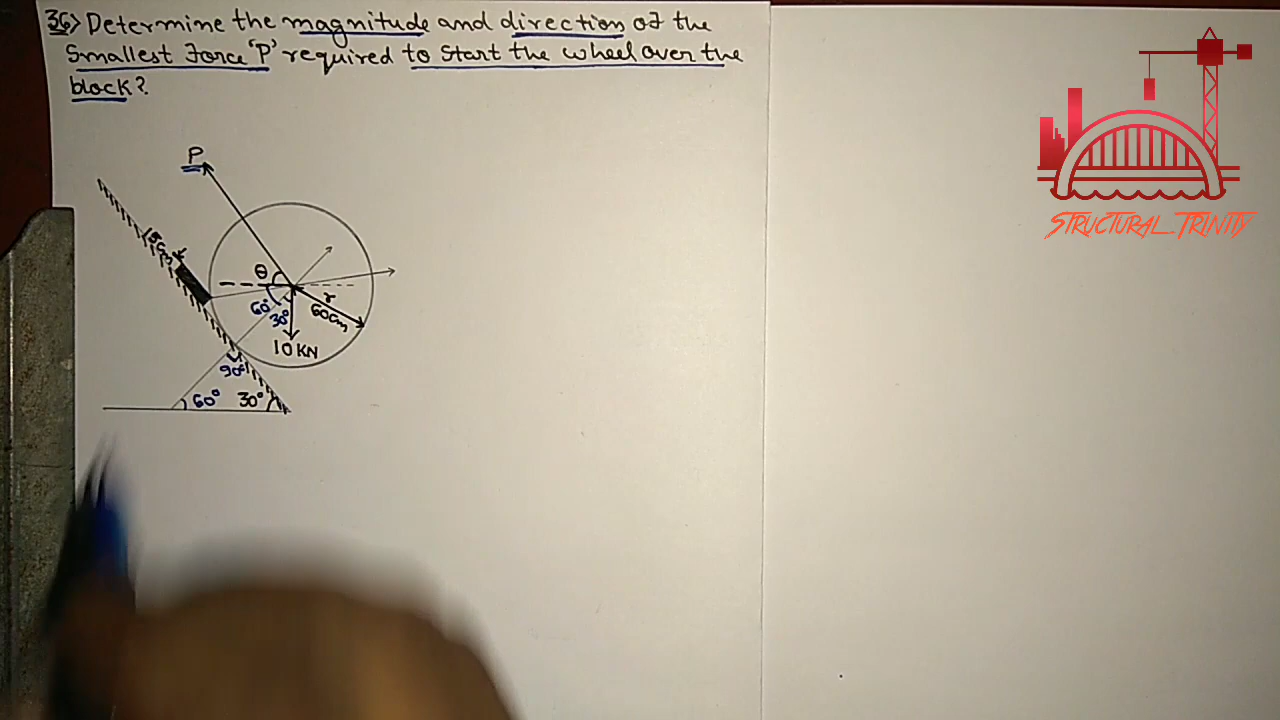 36> Determine the magnitude and direction of the
Smallest Force 'P' required to start the wheel over the
block?
P
15cm
θ
60°
30°
r
60cm
10 KN
90°
60°
30°
STRUCTURAL_TRINITY